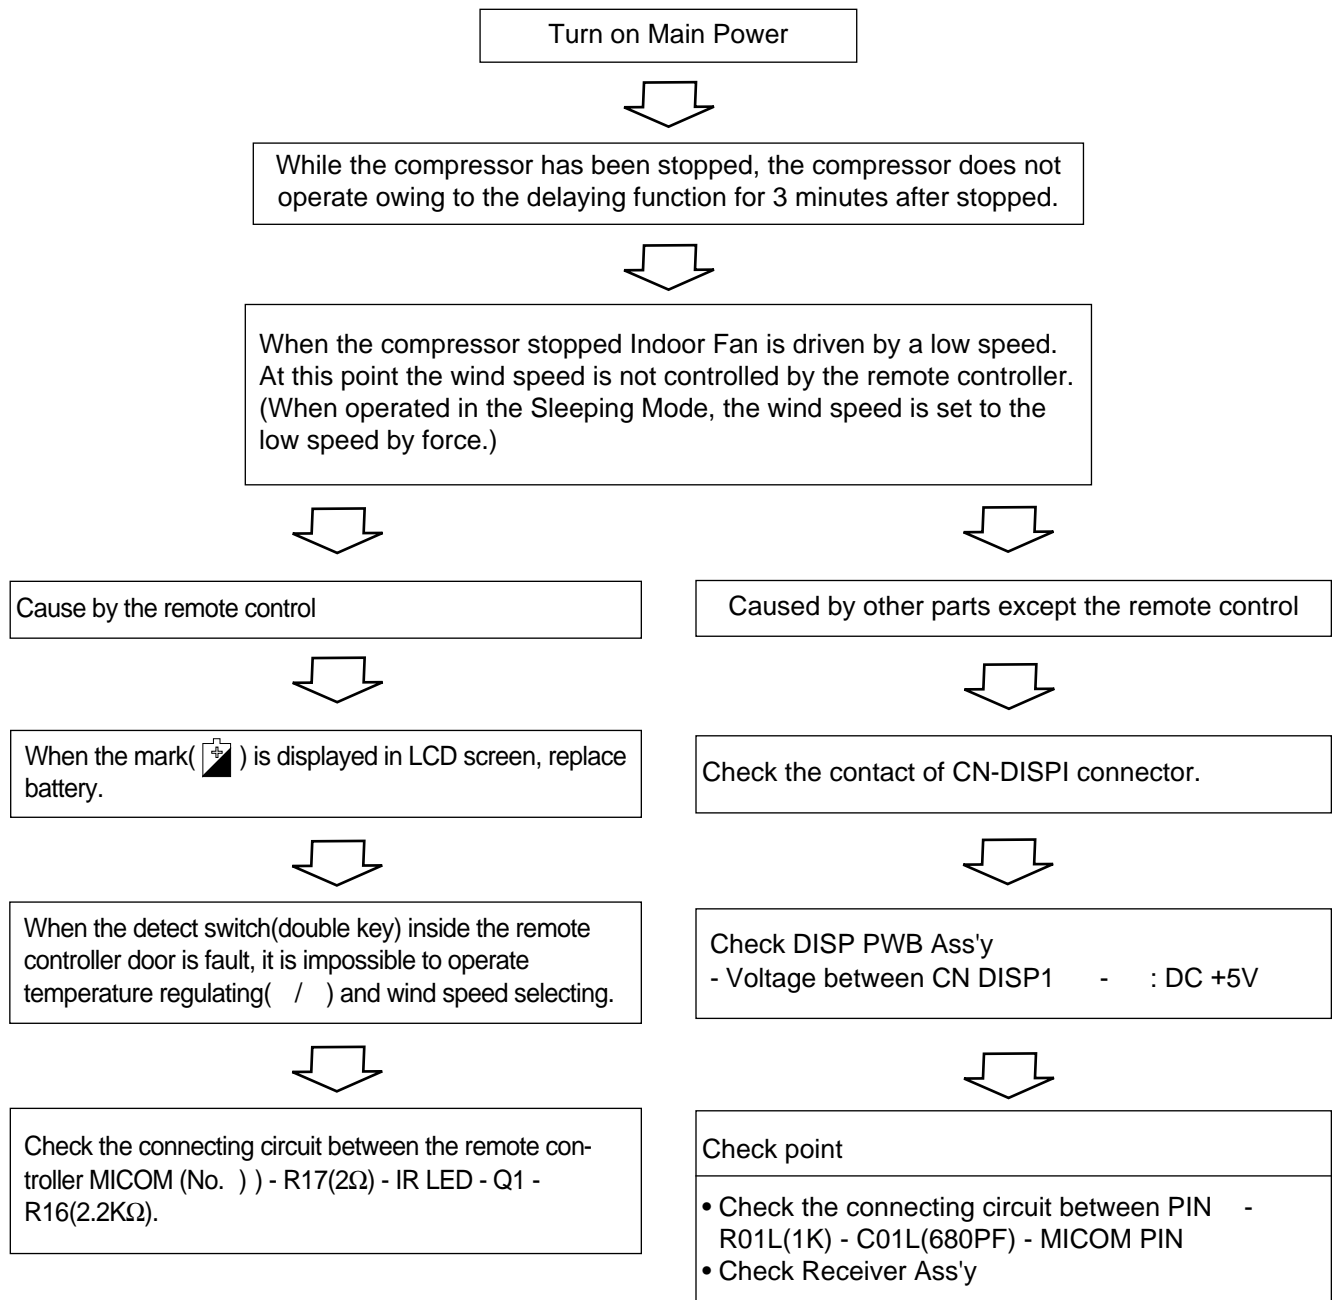 Turn on Main Power
While the compressor has been stopped, the compressor does not
operate owing to the delaying function for 3 minutes after stopped.
When the compressor stopped Indoor Fan is driven by a low speed.
At this point the wind speed is not controlled by the remote controller.
(When operated in the Sleeping Mode, the wind speed is set to the
low speed by force.)
Cause by the remote control
When the mark( ) is displayed in LCD screen, replace
battery.
When the detect switch(double key) inside the remote
controller door is fault, it is impossible to operate
temperature regulating( / ) and wind speed selecting.
Check the connecting circuit between the remote con-
troller MICOM (No. ) ) - R17(2Ω) - IR LED - Q1 -
R16(2.2KΩ).
Caused by other parts except the remote control
Check the contact of CN-DISPI connector.
Check DISP PWB Ass'y
- Voltage between CN DISP1 - : DC +5V
Check point
• Check the connecting circuit between PIN -
R01L(1K) - C01L(680PF) - MICOM PIN
• Check Receiver Ass'y